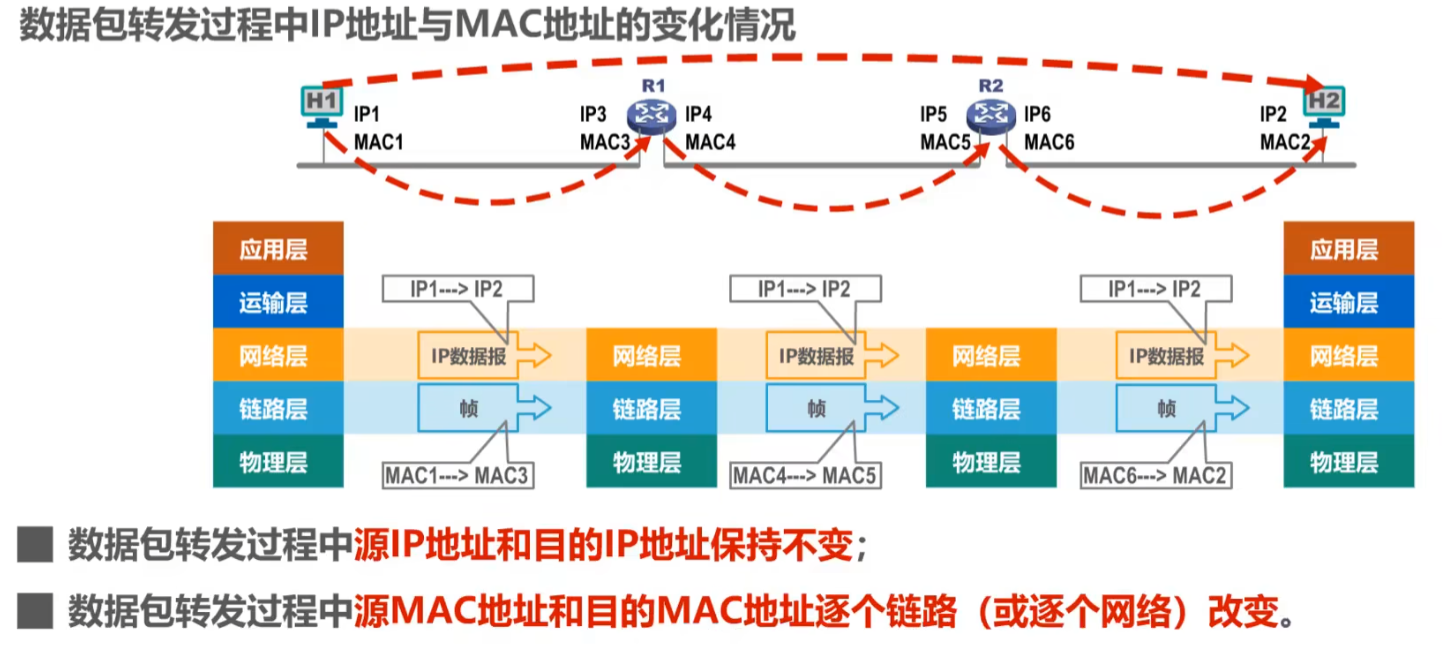 数据包转发过程中IP地址与MAC地址的变化情况
R1 R2
H1 IP1 IP3 IP4 IP5 IP6 IP2 H2
MAC1 MAC3 MAC4 MAC5 MAC6 MAC2
应用层 应用层
IP1---> IP2 IP1---> IP2 IP1---> IP2
运输层 运输层
网络层 IP数据报 网络层 IP数据报 网络层 IP数据报 网络层
链路层 帧 链路层 帧 链路层 帧 链路层
物理层 物理层 物理层 物理层
MAC1---> MAC3 MAC4---> MAC5 MAC6---> MAC2
数据包转发过程中源IP地址和目的IP地址保持不变；
数据包转发过程中源MAC地址和目的MAC地址逐个链路（或逐个网络）改变。